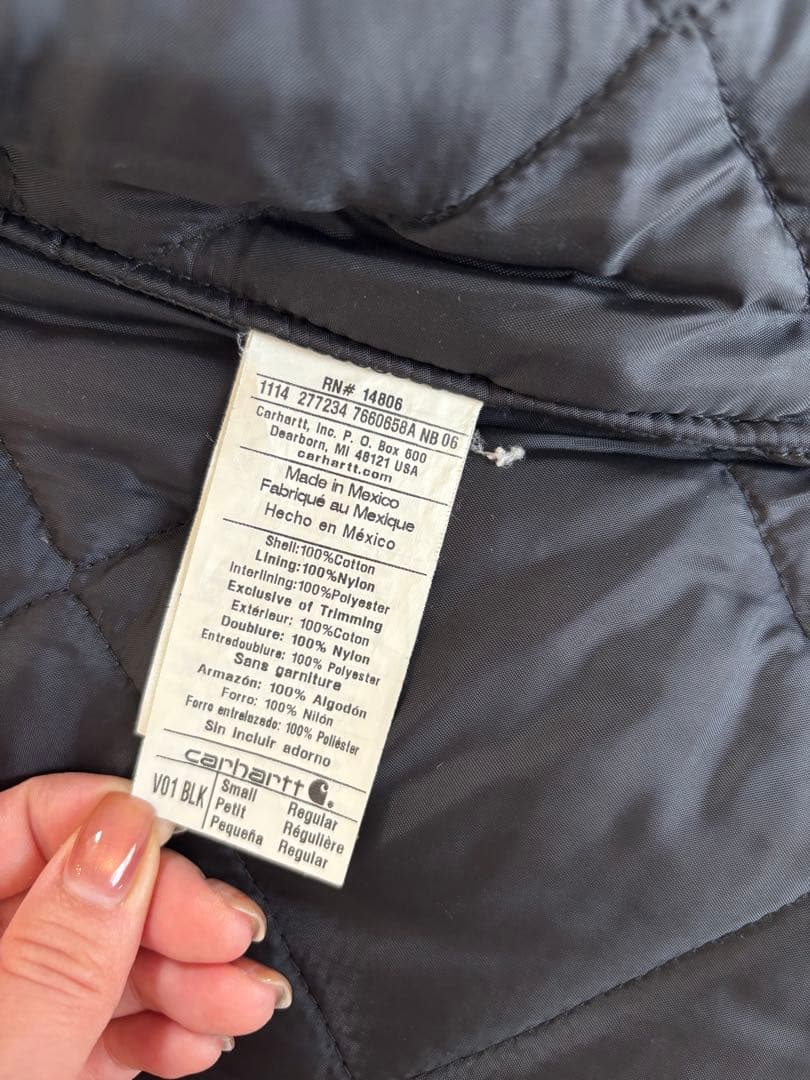 RN# 14806
1114 277234 7660658A NB 06
Carhartt, Inc. P. O. Box 600
Dearborn, MI 48121 USA
carhartt.com
Made in Mexico
Fabriqué au Mexique
Hecho en México
Shell:100%Cotton
Lining:100%Nylon
Interlining:100%Polyester
Exclusive of Trimming
Extérieur: 100%Coton
Doublure: 100% Nylon
Entredoublure: 100% Polyester
Sans garniture
Armazón: 100% Algodón
Forro: 100% Nilón
Forro entrelazado: 100% Poliéster
Sin incluir adorno
carhartt
V01 BLK
Small Regular
Petit Régulière
Pequeña Regular